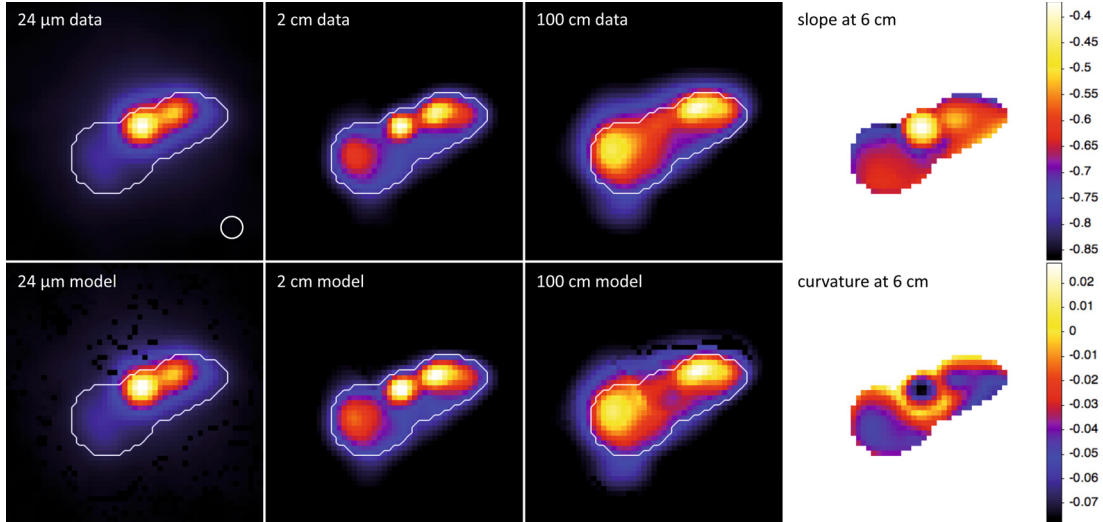 24 µm data
2 cm data
100 cm data
slope at 6 cm
-0.4
-0.45
-0.5
-0.55
-0.6
-0.65
-0.7
-0.75
-0.8
-0.85
24 µm model
2 cm model
100 cm model
curvature at 6 cm
0.02
0.01
0
-0.01
-0.02
-0.03
-0.04
-0.05
-0.06
-0.07